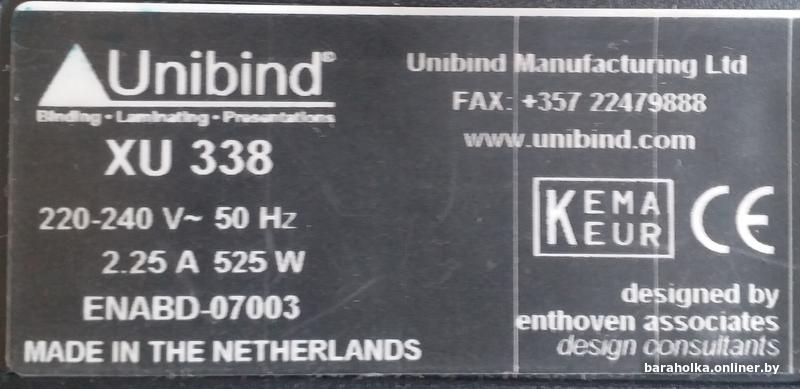 Unibind®
Binding • Laminating • Presentations
XU 338
220-240 V~ 50 Hz
2.25 A 525 W
ENABD-07003
MADE IN THE NETHERLANDS
Unibind Manufacturing Ltd
FAX: +357 22479888
www.unibind.com
KEMA
KEUR
CE
designed by
enthoven associates
design consultants
baraholka.onliner.by